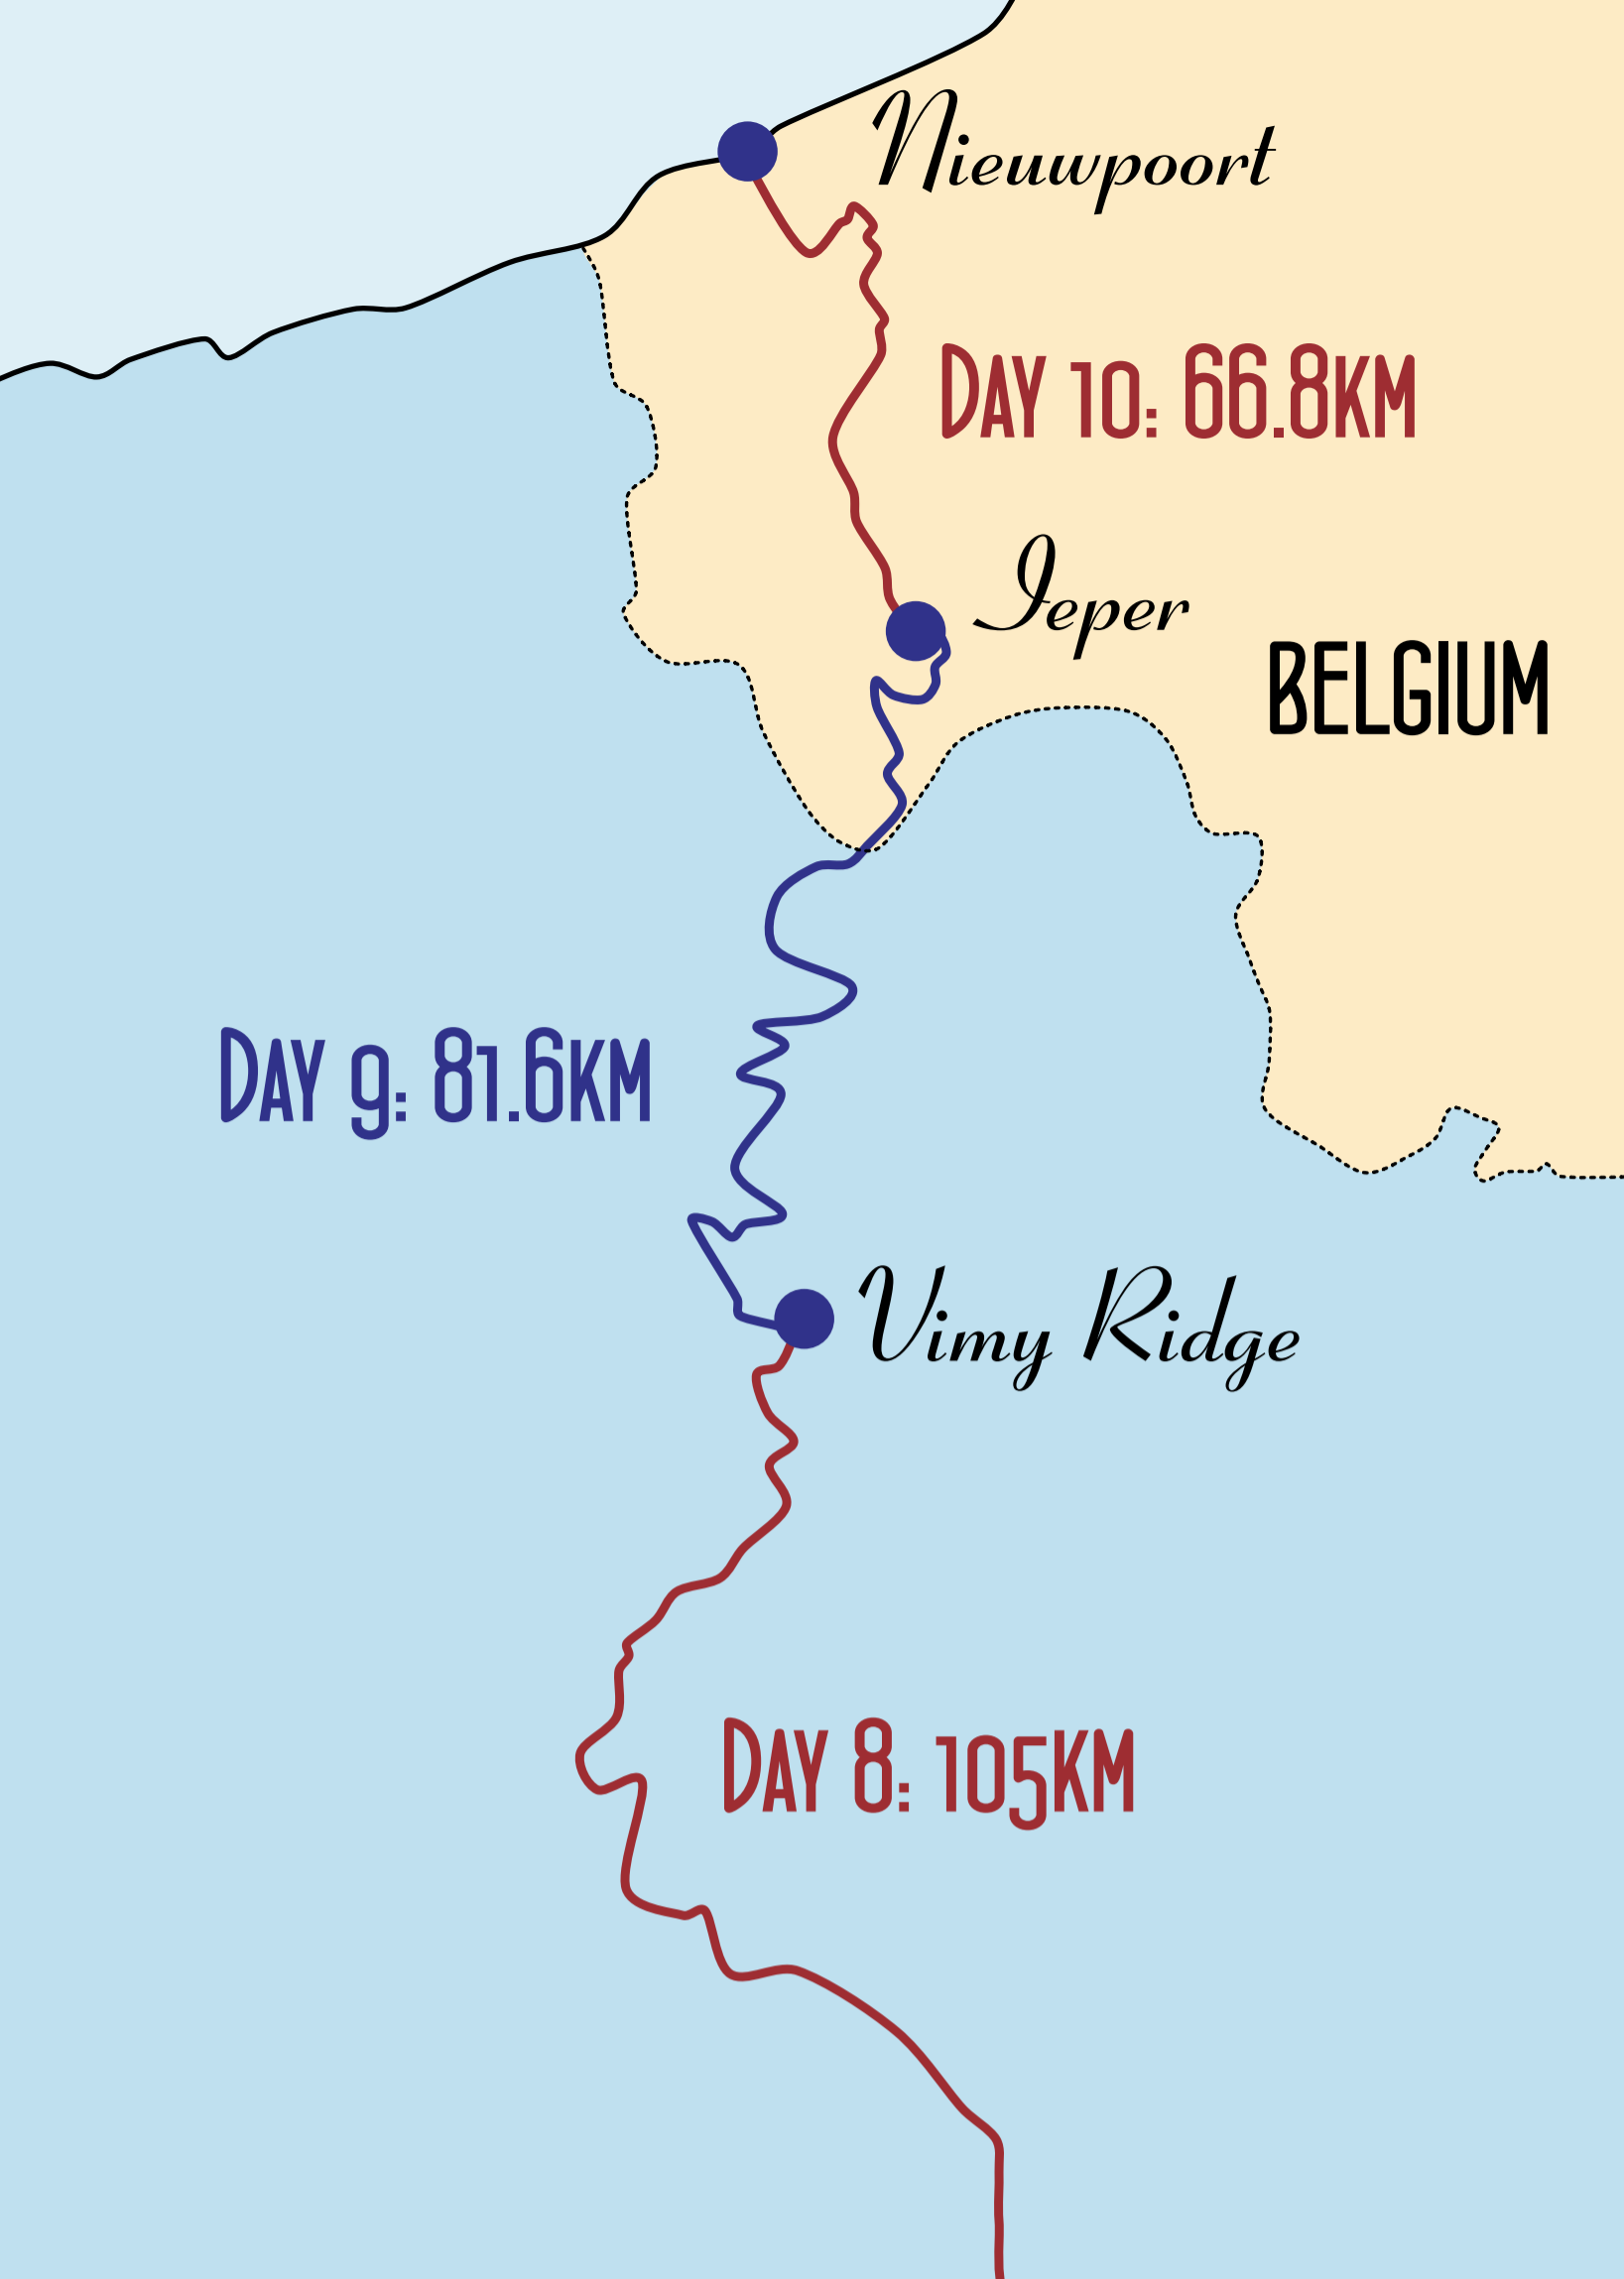 Nieuwpoort
Day 10: 66.8km
Ieper
BELGIUM
Day 9: 81.6km
Vimy Ridge
Day 8: 105km